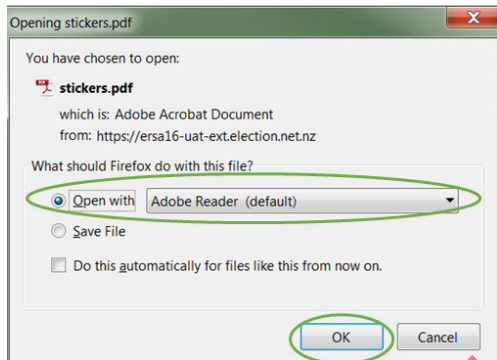 Opening stickers.pdf
You have chosen to open:
stickers.pdf
which is: Adobe Acrobat Document
from: https://ersa16-uat-ext.election.net.nz
What should Firefox do with this file?
Open with Adobe Reader (default)
Save File
Do this automatically for files like this from now on.
OK Cancel